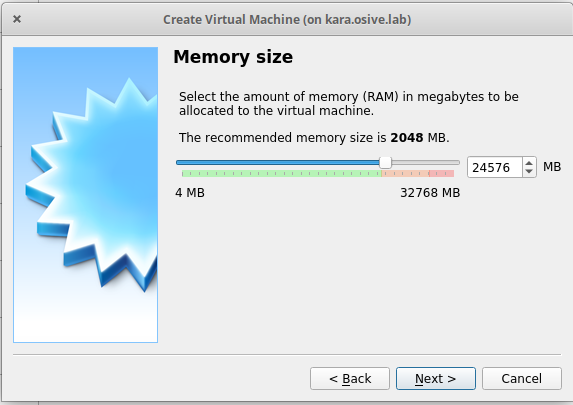 Create Virtual Machine (on kara.osive.lab)
Memory size
Select the amount of memory (RAM) in megabytes to be
allocated to the virtual machine.
The recommended memory size is 2048 MB.
24576 MB
4 MB 32768 MB
< Back Next > Cancel